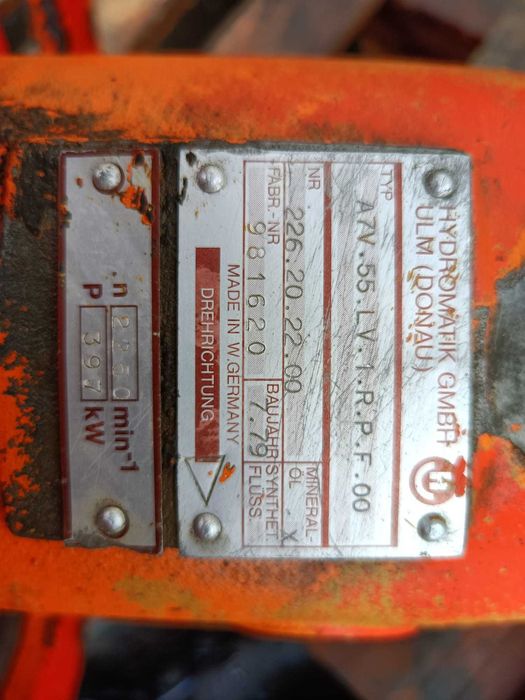 HYDROMATIK GMBH
ULM (DONAU)
H
TYP
A7V.55.LV.1.R.P.F.00
NR
226.20.22.00
MINERAL-
ÖL
X
FABR.-NR
981620
BAUJAHR
7.79
SYNTHET.
FLÜSS.
MADE IN W.GERMANY
DREHRICHTUNG
n 2240 min-1
P 397 kW